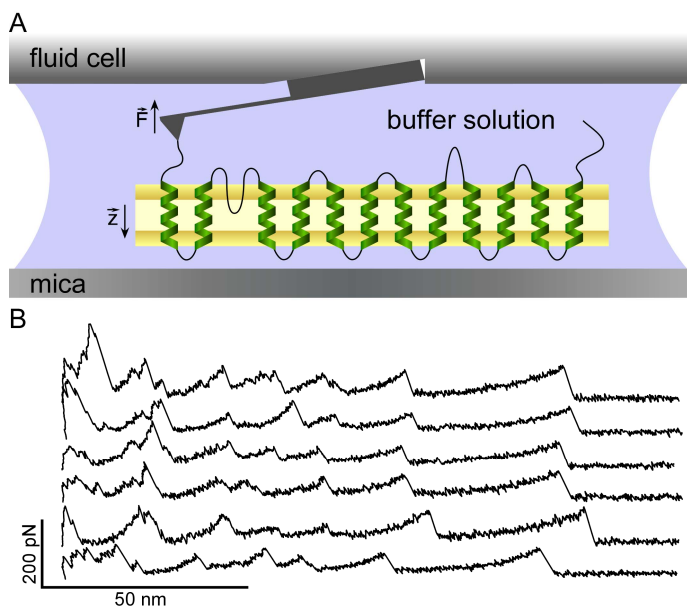 A
fluid cell
F
buffer solution
z
mica
B
200 pN
50 nm